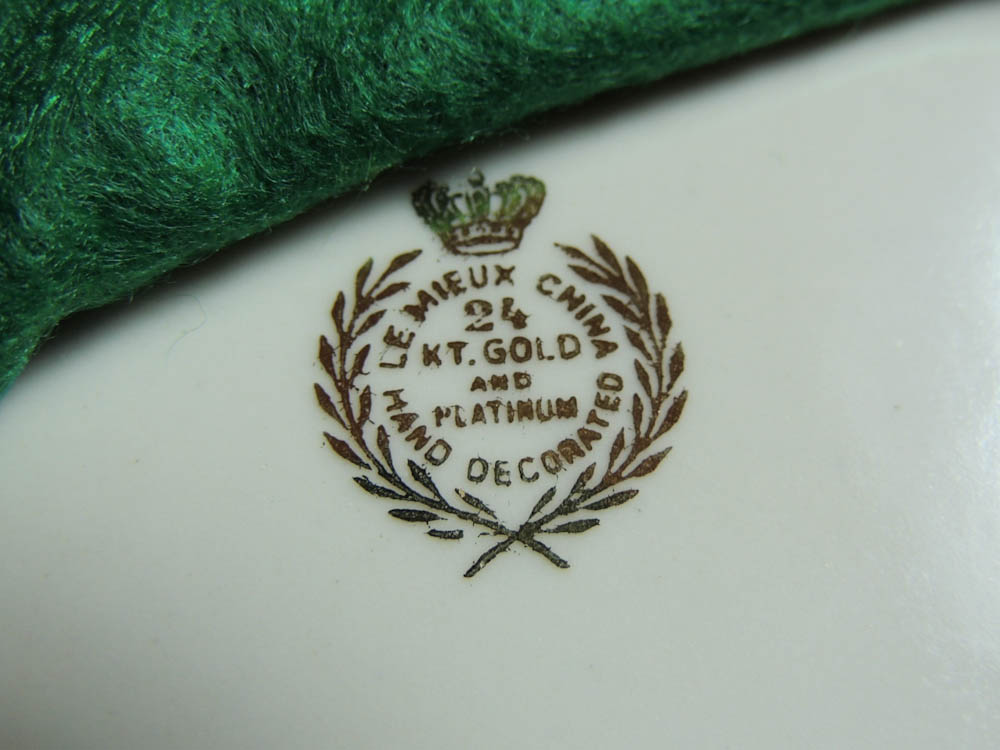 LE MIEUX CHINA
24
KT. GOLD
AND
PLATINUM
HAND DECORATED